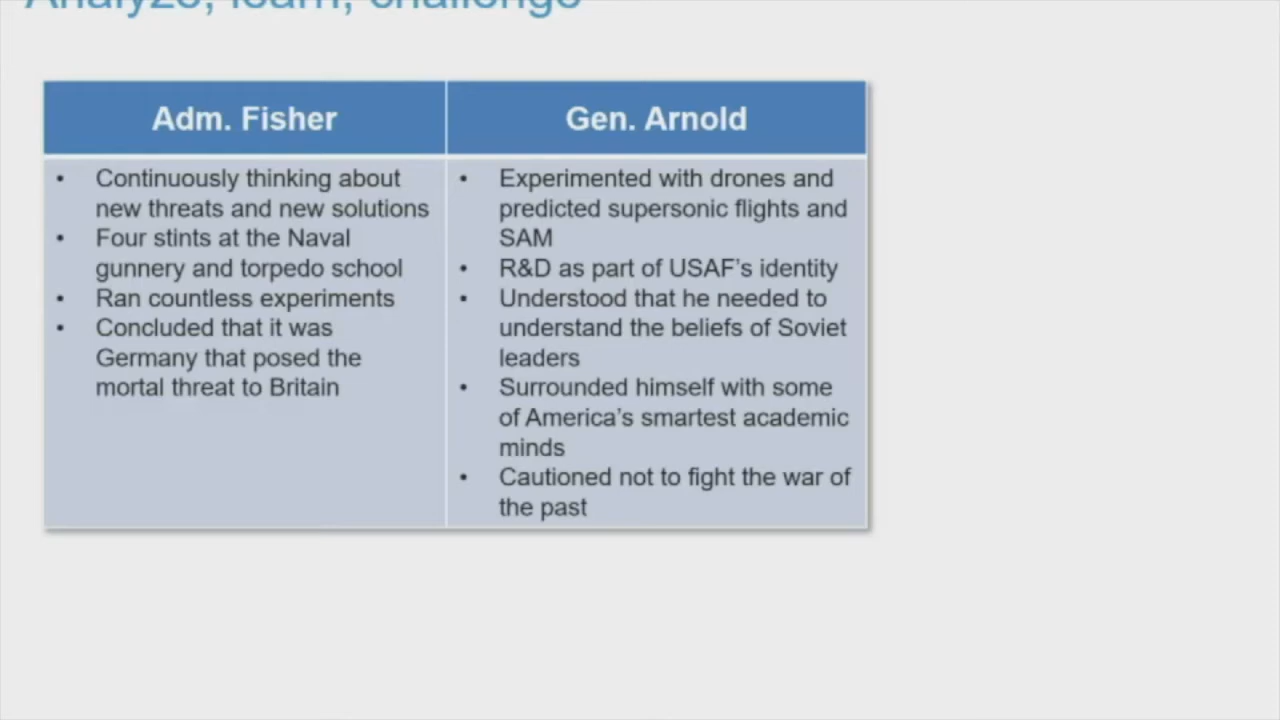 Analyze, learn, challenge
Adm. Fisher
Gen. Arnold
• Continuously thinking about
new threats and new solutions
• Four stints at the Naval
gunnery and torpedo school
• Ran countless experiments
• Concluded that it was
Germany that posed the
mortal threat to Britain
• Experimented with drones and
predicted supersonic flights and
SAM
• R&D as part of USAF's identity
• Understood that he needed to
understand the beliefs of Soviet
leaders
• Surrounded himself with some
of America's smartest academic
minds
• Cautioned not to fight the war of
the past